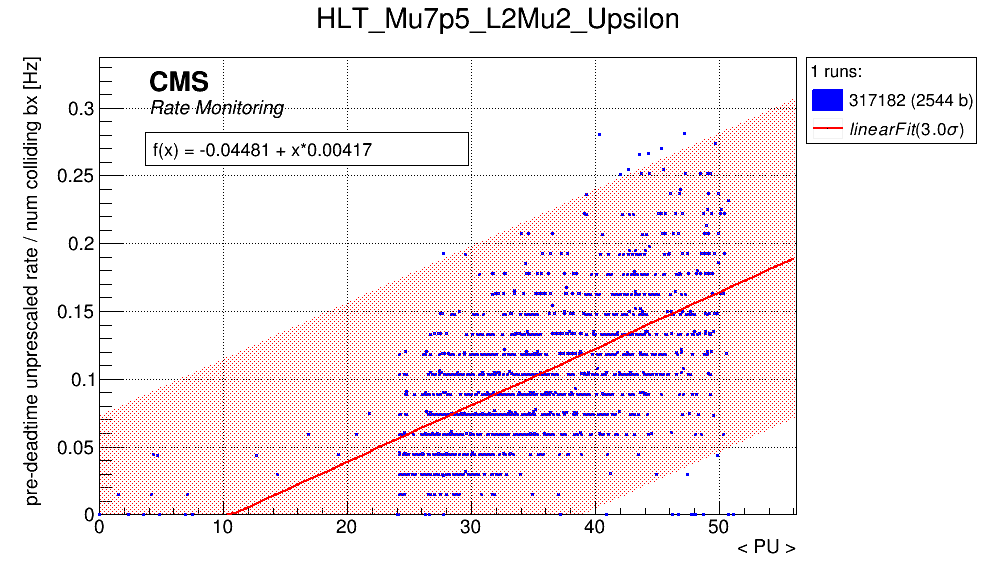 HLT_Mu7p5_L2Mu2_Upsilon
pre-deadtime unprescaled rate / num colliding bx [Hz]
CMS
Rate Monitoring
f(x) = -0.04481 + x*0.00417
0.3
0.25
0.2
0.15
0.1
0.05
0
0 10 20 30 40 50
< PU >
1 runs:
317182 (2544 b)
linearFit(3.0σ)